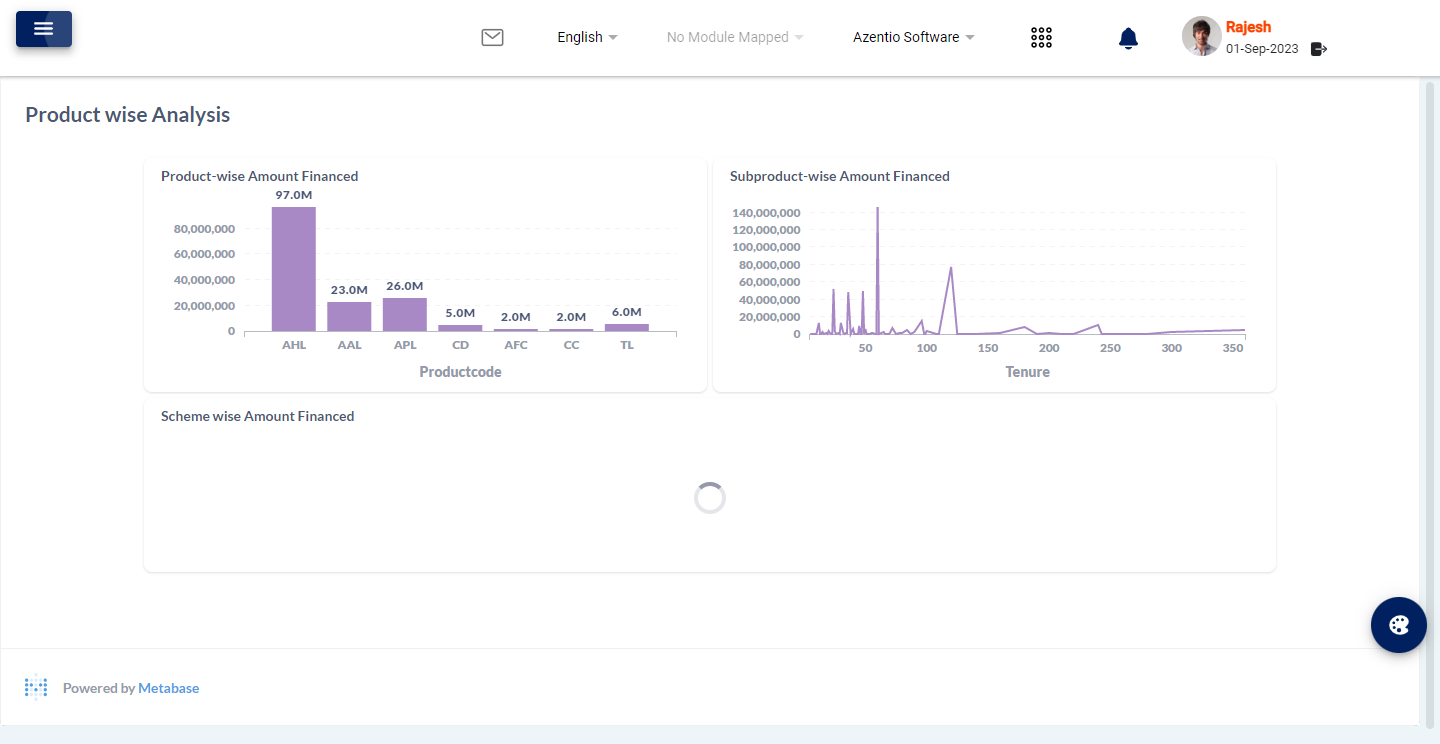 English
No Module Mapped
Azentio Software
Rajesh
01-Sep-2023
Product wise Analysis
Product-wise Amount Financed
97.0M
80,000,000
60,000,000
40,000,000
20,000,000
0
23.0M
26.0M
5.0M
2.0M
2.0M
6.0M
AHL
AAL
APL
CD
AFC
CC
TL
Productcode
Subproduct-wise Amount Financed
140,000,000
120,000,000
100,000,000
80,000,000
60,000,000
40,000,000
20,000,000
0
50
100
150
200
250
300
350
Tenure
Scheme wise Amount Financed
Powered by Metabase